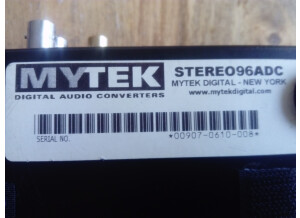 MYTEK
DIGITAL AUDIO CONVERTERS
STEREO96ADC
MYTEK DIGITAL - NEW YORK
www.mytekdigital.com
SERIAL NO.
*00907-0610-008*